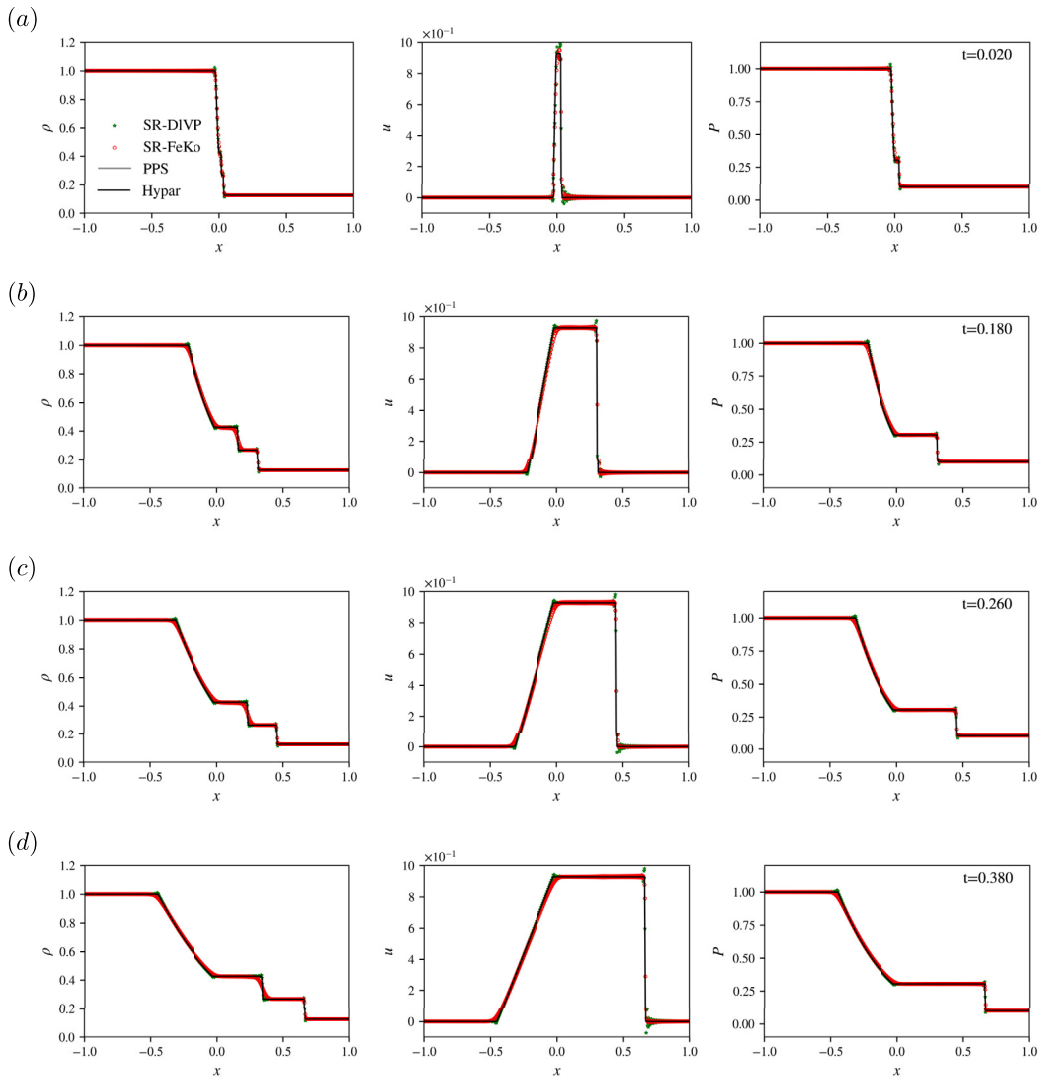 (a)
1.2
1.0
0.8
0.6
0.4
0.2
0.0
ρ
−1.0 −0.5 0.0 0.5 1.0
x
SR-DlVP
SR-FeKo
PPS
Hypar
×10⁻¹
10
8
6
4
2
0
u
−1.0 −0.5 0.0 0.5 1.0
x
t=0.020
1.00
0.75
0.50
0.25
0.00
P
−1.0 −0.5 0.0 0.5 1.0
x
(b)
1.2
1.0
0.8
0.6
0.4
0.2
0.0
ρ
−1.0 −0.5 0.0 0.5 1.0
x
×10⁻¹
10
8
6
4
2
0
u
−1.0 −0.5 0.0 0.5 1.0
x
t=0.180
1.00
0.75
0.50
0.25
0.00
P
−1.0 −0.5 0.0 0.5 1.0
x
(c)
1.2
1.0
0.8
0.6
0.4
0.2
0.0
ρ
−1.0 −0.5 0.0 0.5 1.0
x
×10⁻¹
10
8
6
4
2
0
u
−1.0 −0.5 0.0 0.5 1.0
x
t=0.260
1.00
0.75
0.50
0.25
0.00
P
−1.0 −0.5 0.0 0.5 1.0
x
(d)
1.2
1.0
0.8
0.6
0.4
0.2
0.0
ρ
−1.0 −0.5 0.0 0.5 1.0
x
×10⁻¹
10
8
6
4
2
0
u
−1.0 −0.5 0.0 0.5 1.0
x
t=0.380
1.00
0.75
0.50
0.25
0.00
P
−1.0 −0.5 0.0 0.5 1.0
x